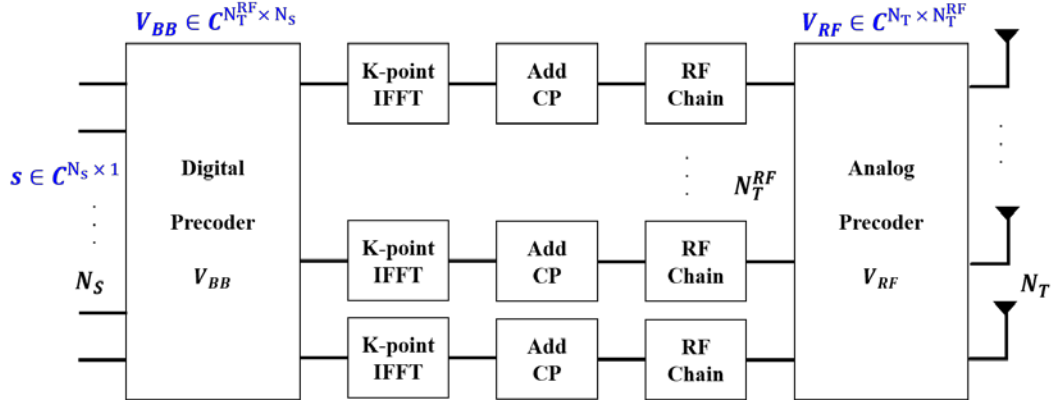 V_BB ∈ C^{N_T^{RF} × N_S}
V_RF ∈ C^{N_T × N_T^{RF}}
K-point
IFFT
Add
CP
RF
Chain
s ∈ C^{N_S × 1}
Digital
Precoder
V_BB
N_T^{RF}
Analog
Precoder
V_RF
K-point
IFFT
Add
CP
RF
Chain
N_S
N_T
K-point
IFFT
Add
CP
RF
Chain